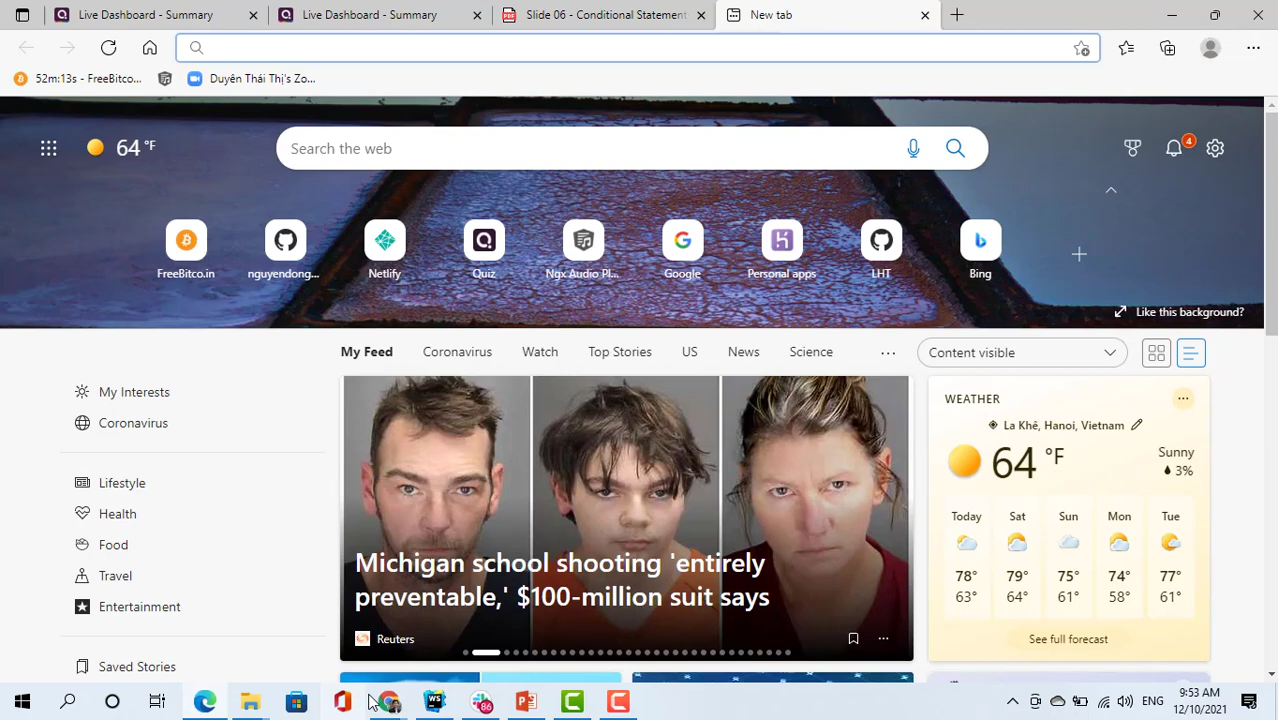 Live Dashboard - Summary
Live Dashboard - Summary
Slide 06 - Conditional Statement
New tab
52m:13s - FreeBitco...
Duyên Thái Thị's Zo...
64 °F
Search the web
4
FreeBitco.in
nguyendong...
Netlify
Quiz
Ngx Audio Pl...
Google
Personal apps
LHT
Bing
Like this background?
My Feed
Coronavirus
Watch
Top Stories
US
News
Science
...
Content visible
My Interests
Coronavirus
Lifestyle
Health
Food
Travel
Entertainment
Saved Stories
Michigan school shooting 'entirely
preventable,' $100-million suit says
Reuters
WEATHER
La Khê, Hanoi, Vietnam
64 °F
Sunny
3%
Today
Sat
Sun
Mon
Tue
78°
79°
75°
74°
77°
63°
64°
61°
58°
61°
See full forecast
86
ENG
9:53 AM
12/10/2021